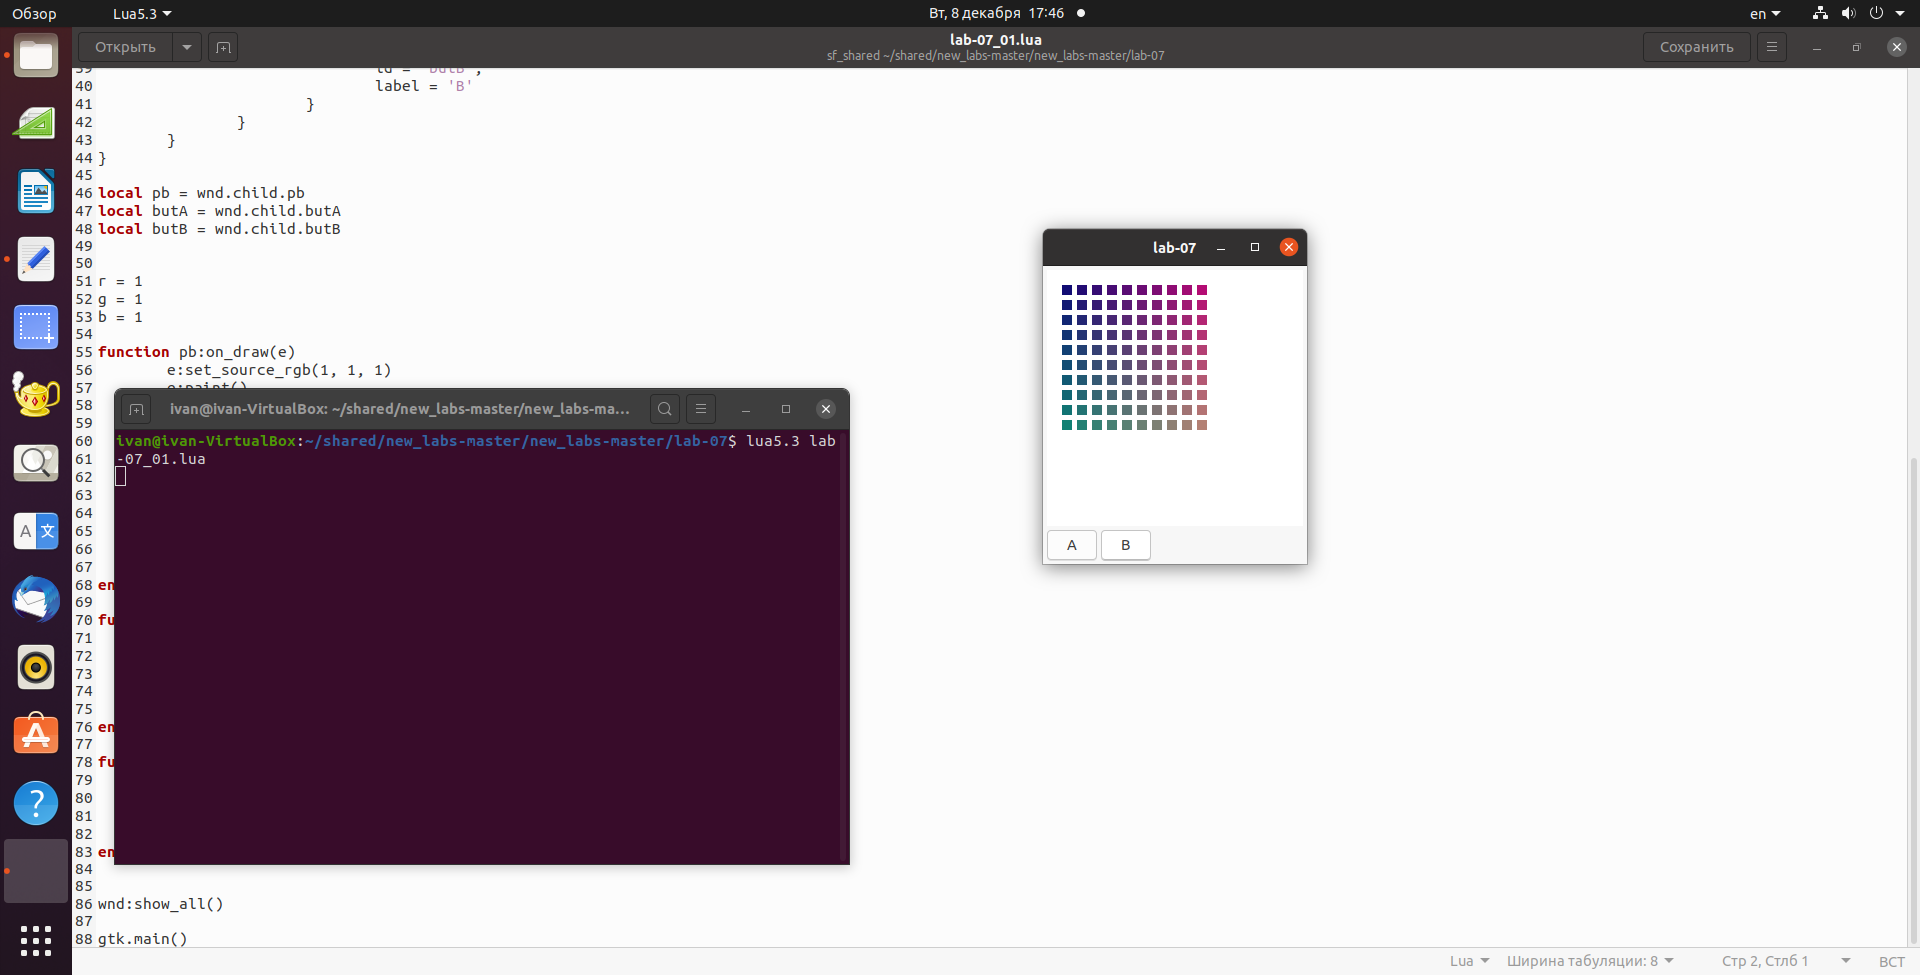 Обзор
Lua5.3
Вт, 8 декабря 17:46
en
Открыть
lab-07_01.lua
sf_shared ~/shared/new_labs-master/new_labs-master/lab-07
Сохранить
39 id = 'butB',
40 label = 'B'
41 }
42 }
43 }
44 }
45
46 local pb = wnd.child.pb
47 local butA = wnd.child.butA
48 local butB = wnd.child.butB
49
50
51 r = 1
52 g = 1
53 b = 1
54
55 function pb:on_draw(e)
56 e:set_source_rgb(1, 1, 1)
57 e:paint()
58
59
60
61
62
63
64
65
66
67
68 en
69
70 fu
71
72
73
74
75
76 en
77
78 fu
79
80
81
82
83 en
84
85
86 wnd:show_all()
87
88 gtk.main()
ivan@ivan-VirtualBox: ~/shared/new_labs-master/new_labs-ma...
ivan@ivan-VirtualBox:~/shared/new_labs-master/new_labs-master/lab-07$ lua5.3 lab
-07_01.lua
lab-07
A
B
Lua
Ширина табуляции: 8
Стр 2, Стлб 1
ВСТ